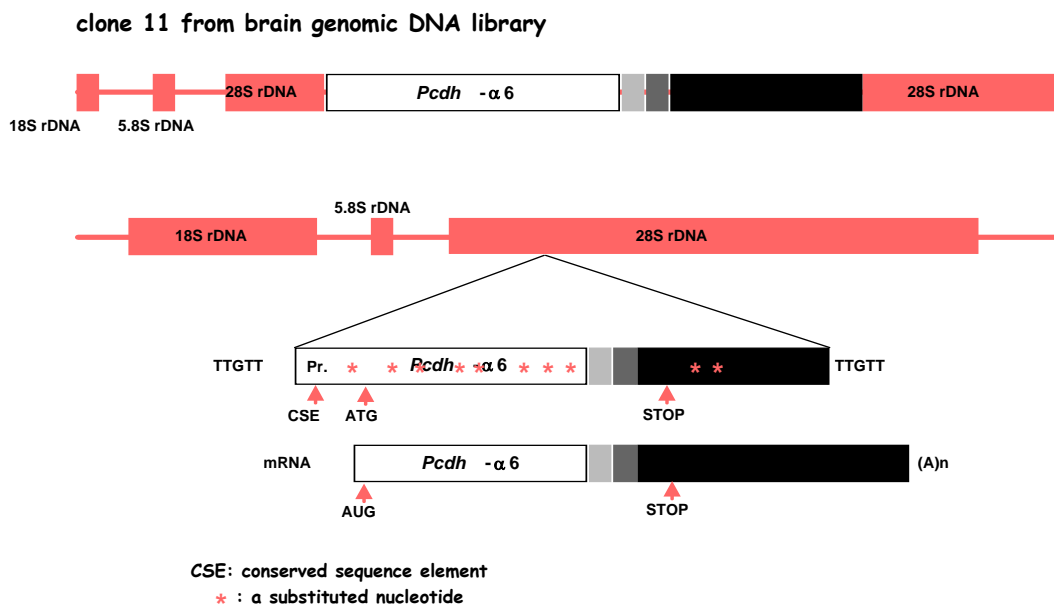 clone 11 from brain genomic DNA library
28S rDNA Pcdh -α6 28S rDNA
18S rDNA 5.8S rDNA
5.8S rDNA
18S rDNA 28S rDNA
TTGTT Pr. * * * Pcdh * * -α6 * * * * * TTGTT
CSE ATG STOP
mRNA Pcdh -α6 (A)n
AUG STOP
CSE: conserved sequence element
* : a substituted nucleotide